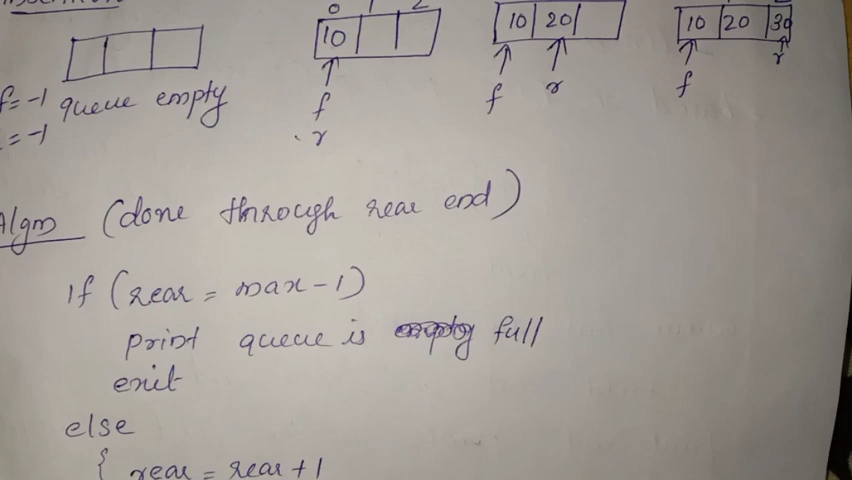 0 1 2
10
10 20
10 20 30
f f r f r
r
f=-1 queue empty
=-1
Algm (done through rear end)
If (rear = max-1)
print queue is full
exit
else
{ rear = rear+1